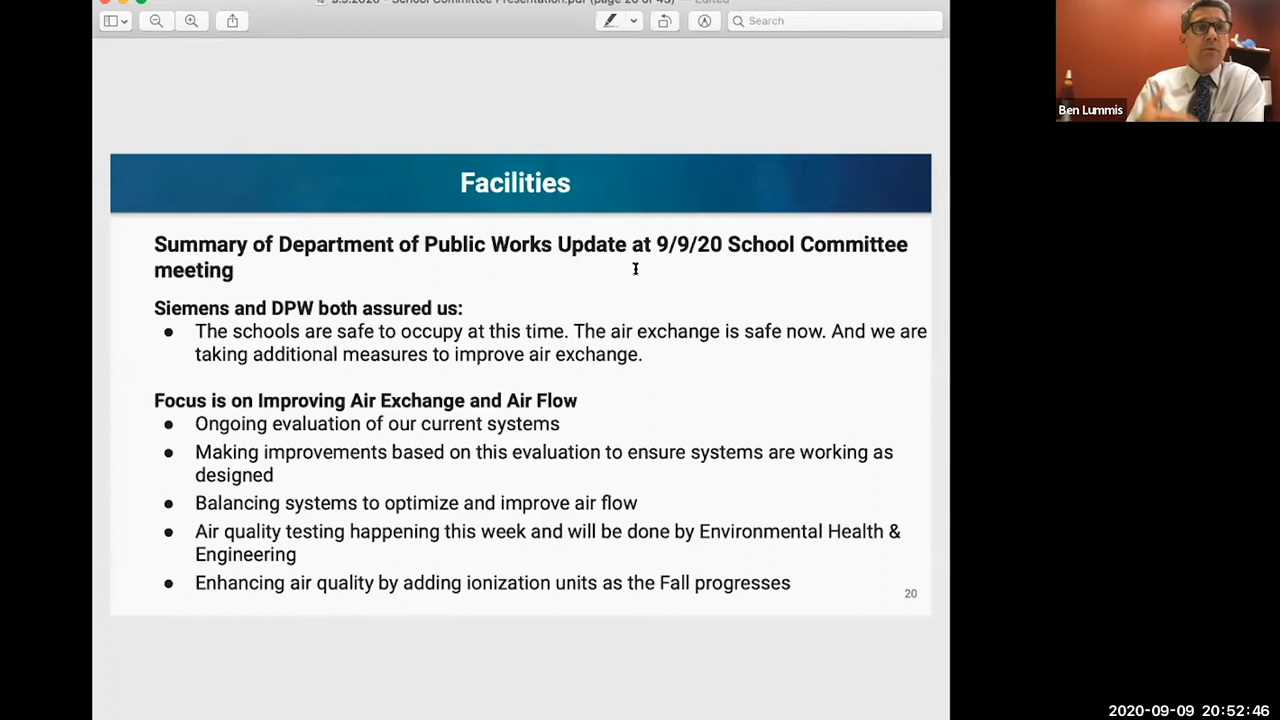 Search
Ben Lummis
Facilities
Summary of Department of Public Works Update at 9/9/20 School Committee
meeting
Siemens and DPW both assured us:
● The schools are safe to occupy at this time. The air exchange is safe now. And we are
taking additional measures to improve air exchange.
Focus is on Improving Air Exchange and Air Flow
● Ongoing evaluation of our current systems
● Making improvements based on this evaluation to ensure systems are working as
designed
● Balancing systems to optimize and improve air flow
● Air quality testing happening this week and will be done by Environmental Health &
Engineering
● Enhancing air quality by adding ionization units as the Fall progresses
20
2020-09-09 20:52:46